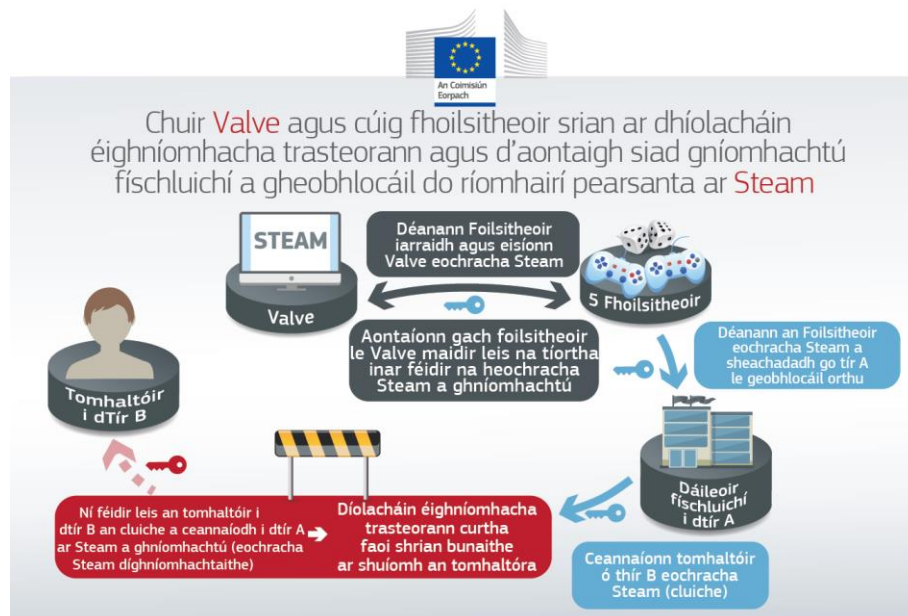 An Coimisiún
Eorpach
Chuir Valve agus cúig fhoilsitheoir srian ar dhíolacháin
éighníomhacha trasteorann agus d'aontaigh siad gníomhachtú
físchluichí a gheobhlocáil do ríomhairí pearsanta ar Steam
STEAM
Valve
Déanann Foilsitheoir
iarraidh agus eisíonn
Valve eochracha Steam
5 Fhoilsitheoir
Aontaíonn gach foilsitheoir
le Valve maidir leis na tíortha
inar féidir na heochracha
Steam a ghníomhachtú
Déanann an Foilsitheoir
eochracha Steam a
sheachadadh go tír A
le geobhlocáil orthu
Tomhaltóir
i dTír B
Dáileoir
físchluichí
i dtír A
Ní féidir leis an tomhaltóir i
dtír B an cluiche a ceannaíodh i dtír A
ar Steam a ghníomhachtú (eochracha
Steam díghníomhachtaithe)
Díolacháin éighníomhacha
trasteorann curtha
faoi shrian bunaithe
ar shuíomh an tomhaltóra
Ceannaíonn tomhaltóir
ó thír B eochracha
Steam (cluiche)